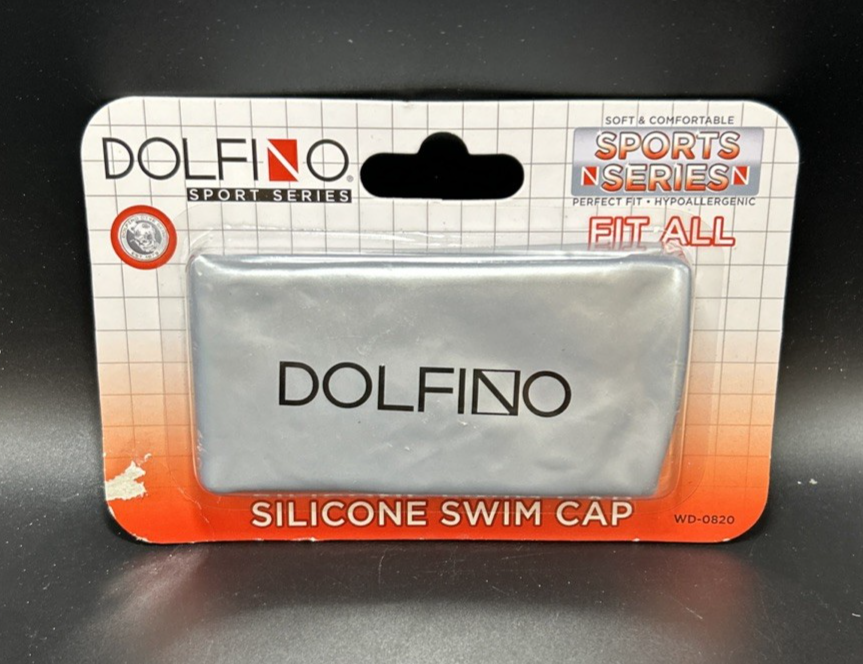 DOLFINO®
SPORT SERIES
SOFT & COMFORTABLE
SPORTS
SERIES
PERFECT FIT • HYPOALLERGENIC
FIT ALL
DOLFINO
SILICONE SWIM CAP
WD-0820